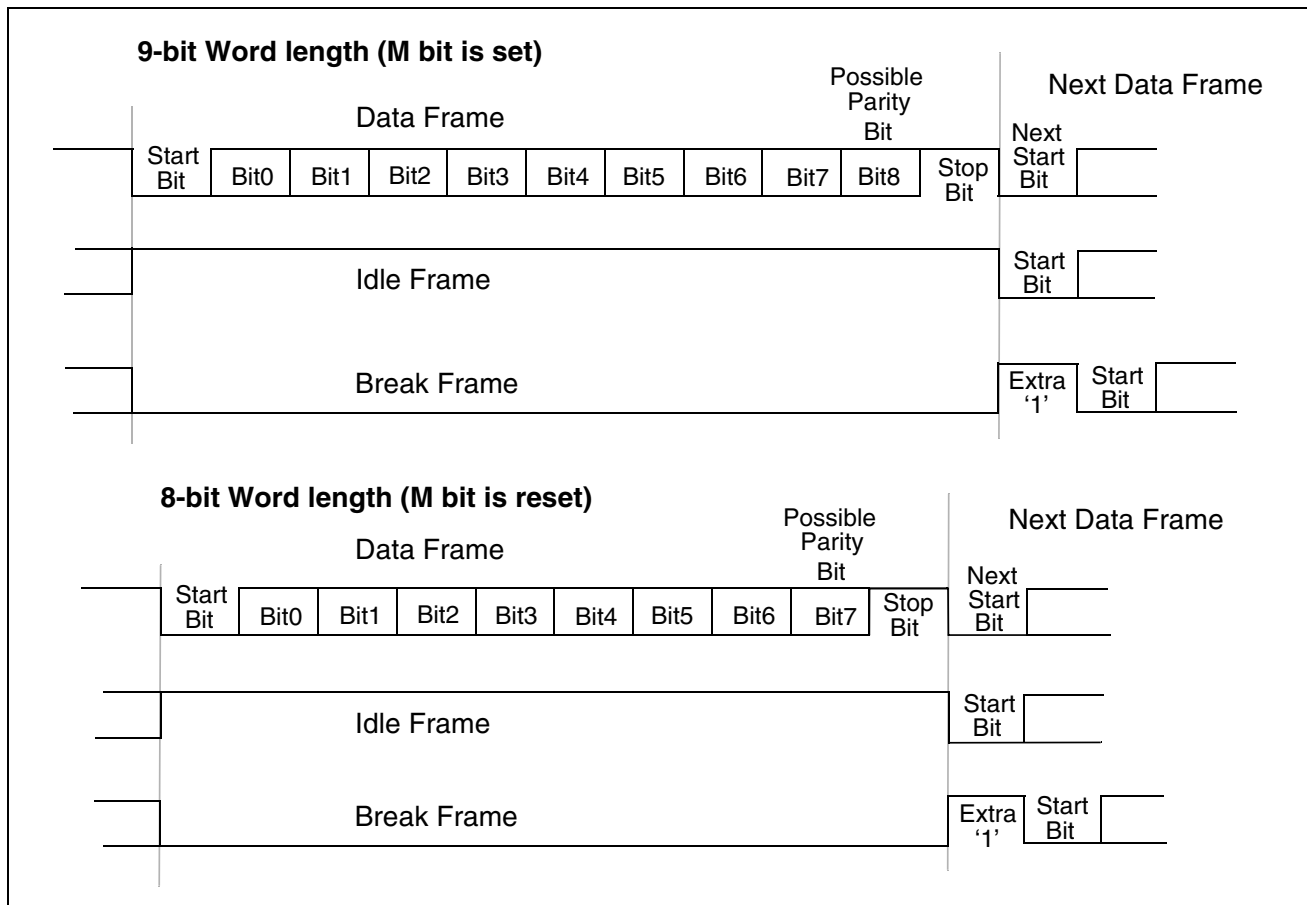 9-bit Word length (M bit is set)
Possible
Parity
Bit
Next Data Frame
Data Frame
Start
Bit
Bit0
Bit1
Bit2
Bit3
Bit4
Bit5
Bit6
Bit7
Bit8
Stop
Bit
Next
Start
Bit
Idle Frame
Start
Bit
Break Frame
Extra
‘1’
Start
Bit
8-bit Word length (M bit is reset)
Possible
Parity
Bit
Next Data Frame
Data Frame
Start
Bit
Bit0
Bit1
Bit2
Bit3
Bit4
Bit5
Bit6
Bit7
Stop
Bit
Next
Start
Bit
Idle Frame
Start
Bit
Break Frame
Extra
‘1’
Start
Bit